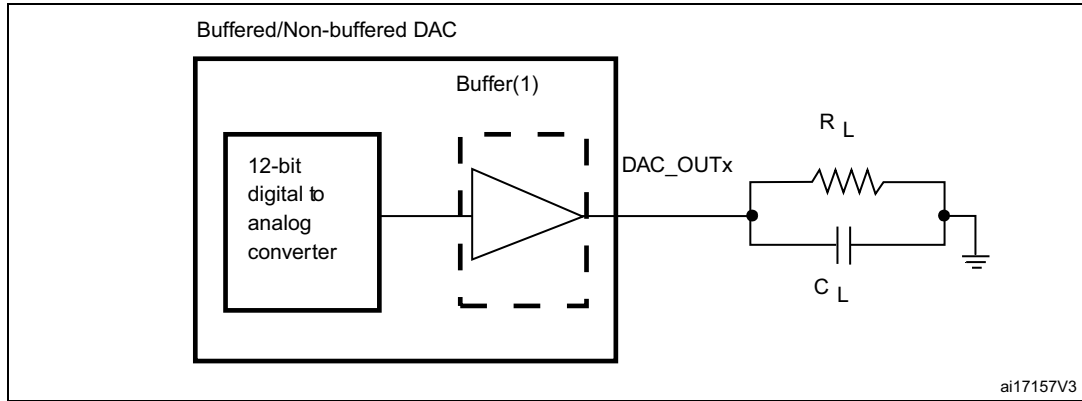 Buffered/Non-buffered DAC
Buffer(1)
12-bit
digital to
analog
converter
DAC_OUTx
R L
C L
ai17157V3